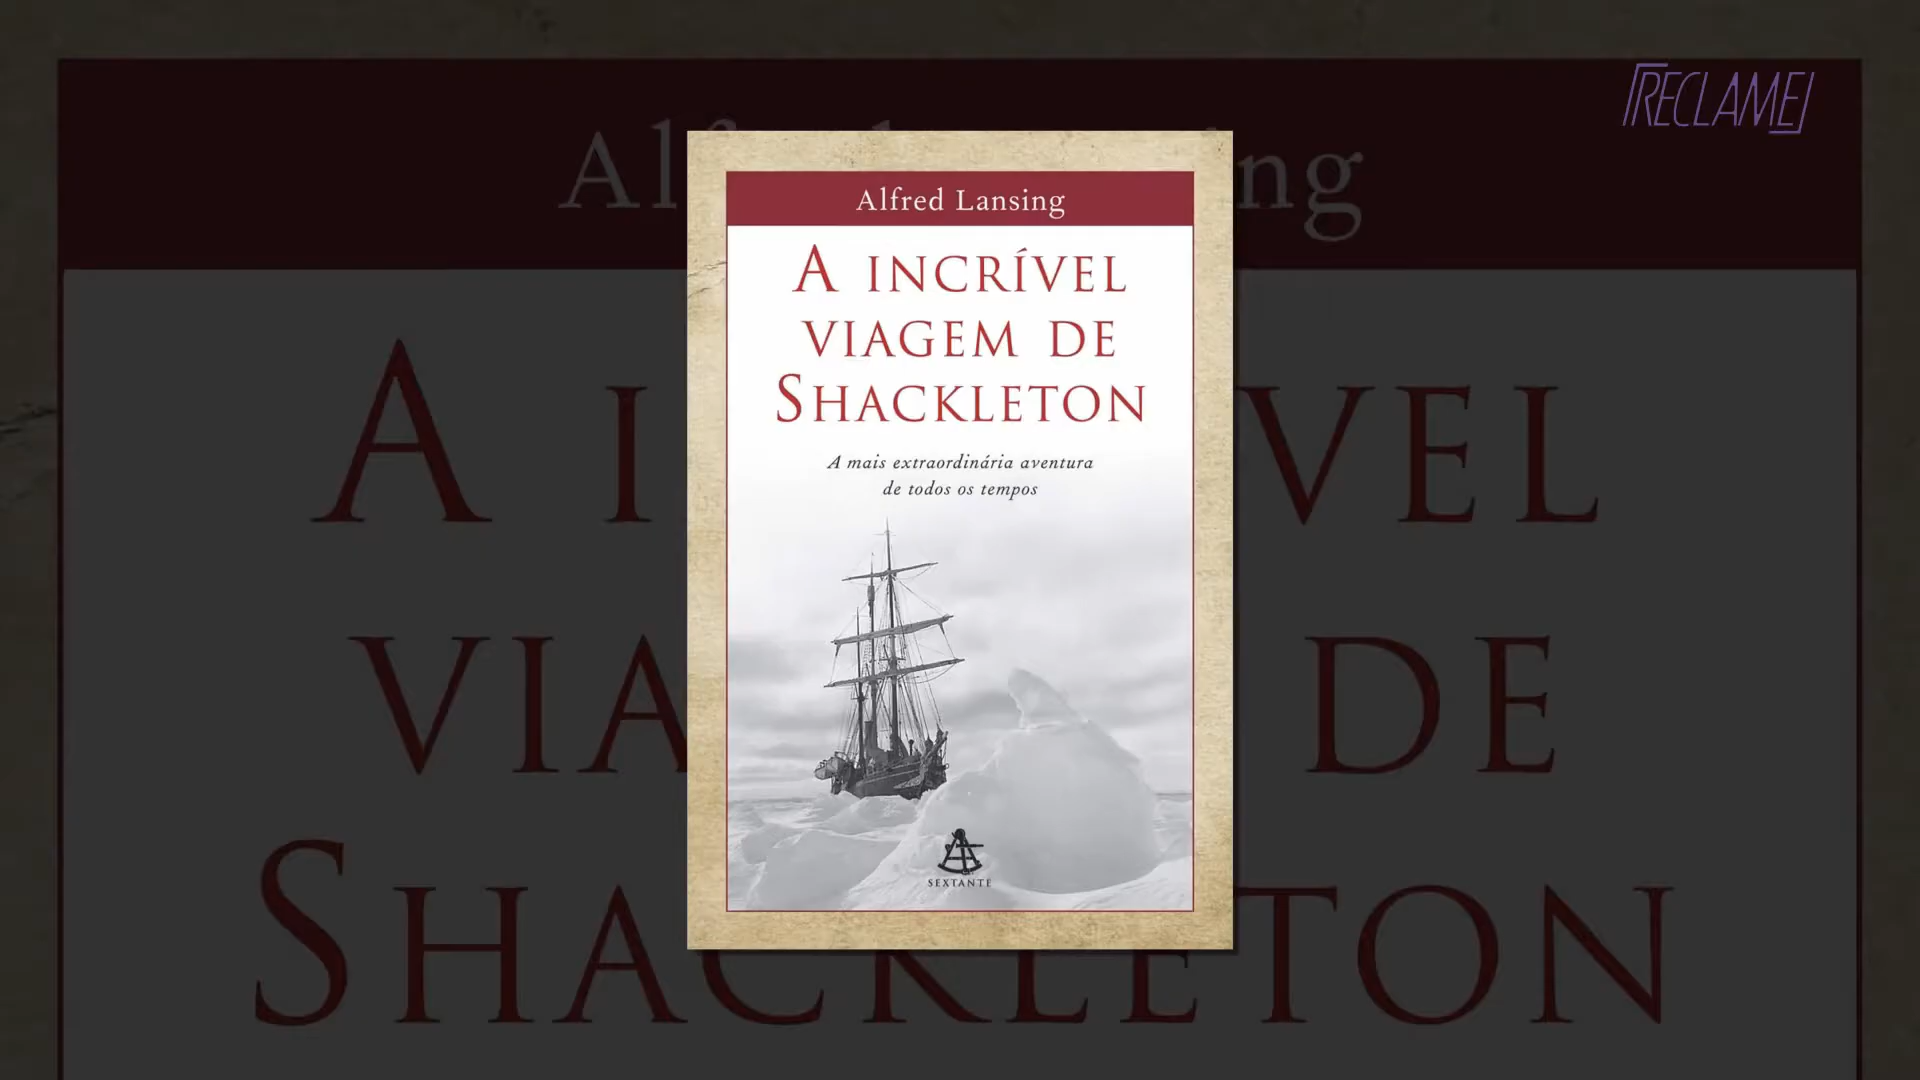 RECLAME
Alfred Lansing
A INCRÍVEL
VIAGEM DE
SHACKLETON
A mais extraordinária aventura
de todos os tempos
SEXTANTE